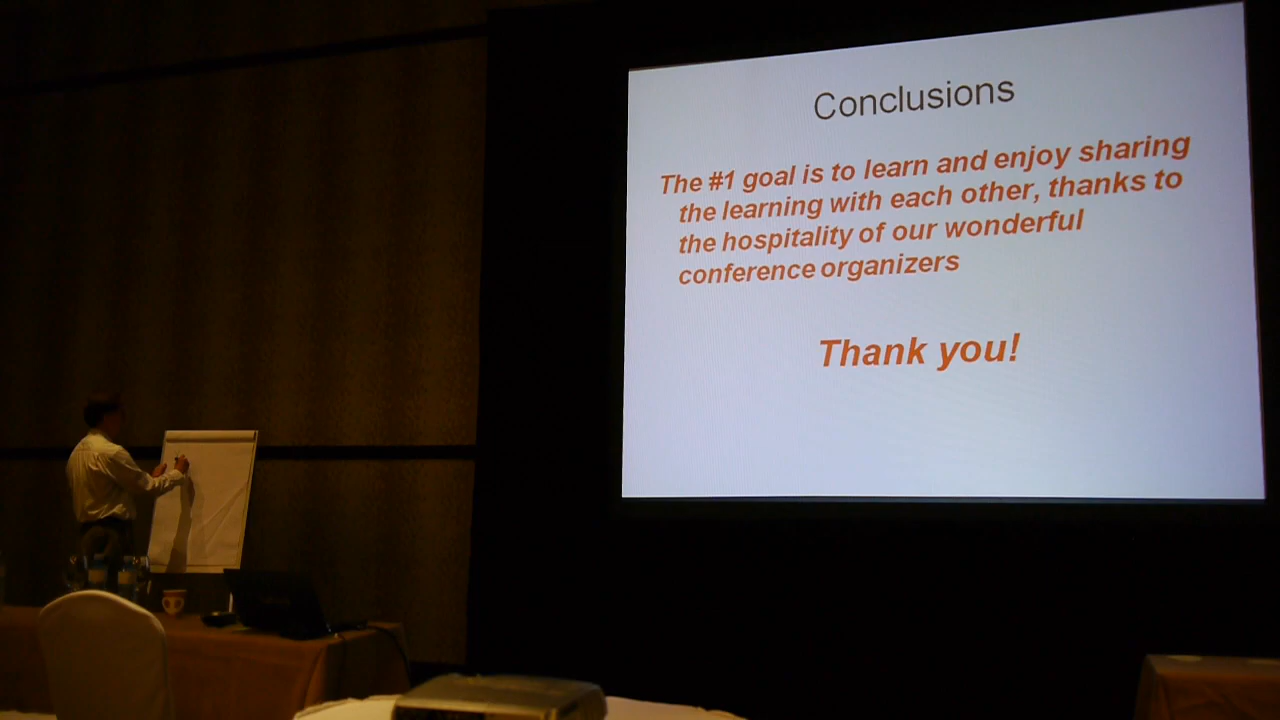 Conclusions
The #1 goal is to learn and enjoy sharing
the learning with each other, thanks to
the hospitality of our wonderful
conference organizers
Thank you!